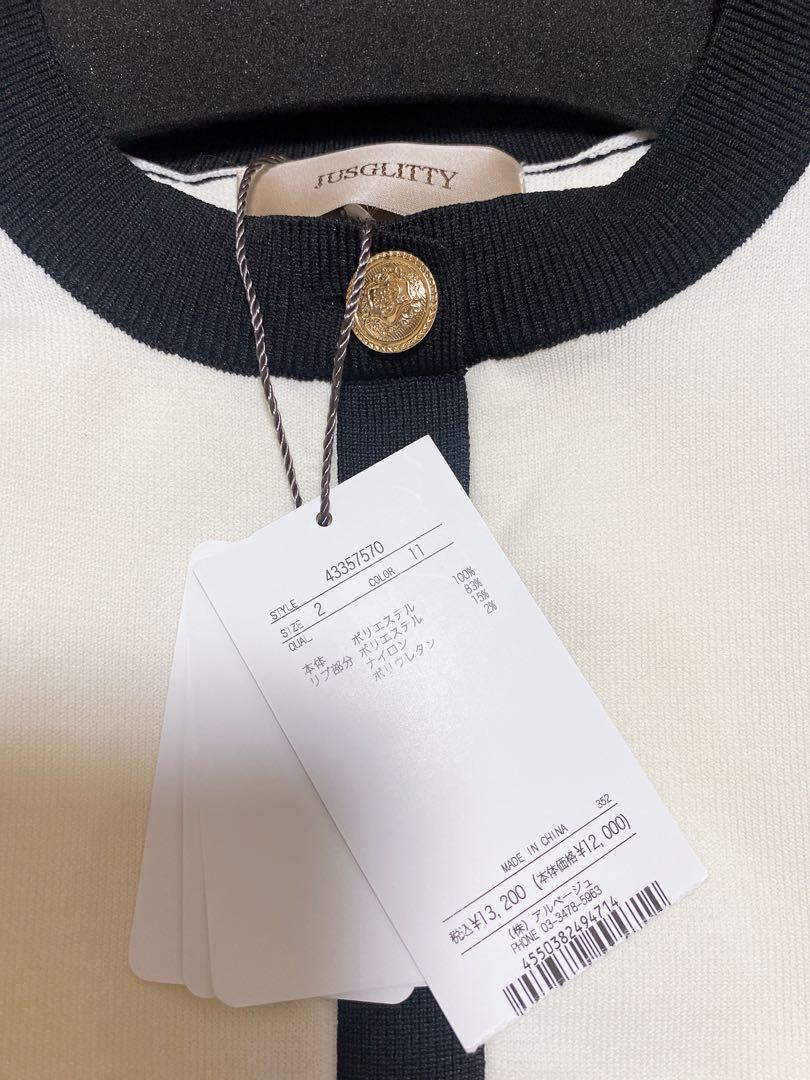 JUSGLITTY
STYLE 43357570
SIZE 2 COLOR 11
QUAL.
本体 ポリエステル 100%
リブ部分 ポリエステル 83%
ナイロン 15%
ポリウレタン 2%
352
MADE IN CHINA
税込¥13,200 (本体価格¥12,000)
(株) アルページュ
PHONE 03-3478-5963
4550382494714